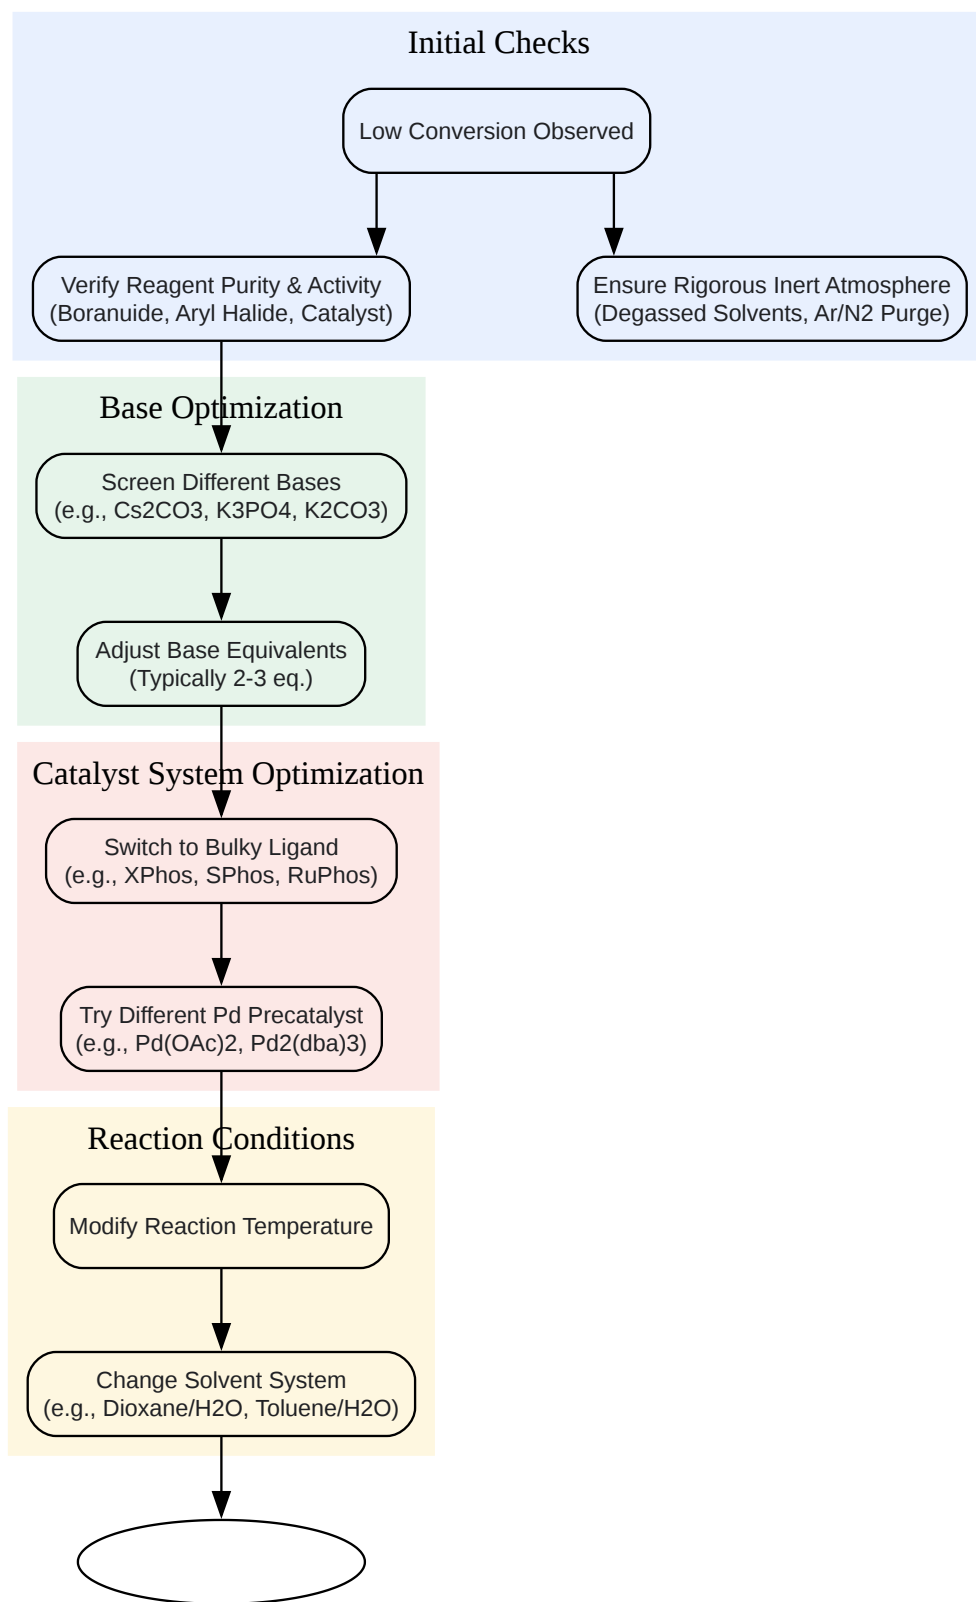 Initial Checks
Low Conversion Observed
Verify Reagent Purity & Activity
(Boranuide, Aryl Halide, Catalyst)
Ensure Rigorous Inert Atmosphere
(Degassed Solvents, Ar/N2 Purge)
Base Optimization
Screen Different Bases
(e.g., Cs2CO3, K3PO4, K2CO3)
Adjust Base Equivalents
(Typically 2-3 eq.)
Catalyst System Optimization
Switch to Bulky Ligand
(e.g., XPhos, SPhos, RuPhos)
Try Different Pd Precatalyst
(e.g., Pd(OAc)2, Pd2(dba)3)
Reaction Conditions
Modify Reaction Temperature
Change Solvent System
(e.g., Dioxane/H2O, Toluene/H2O)